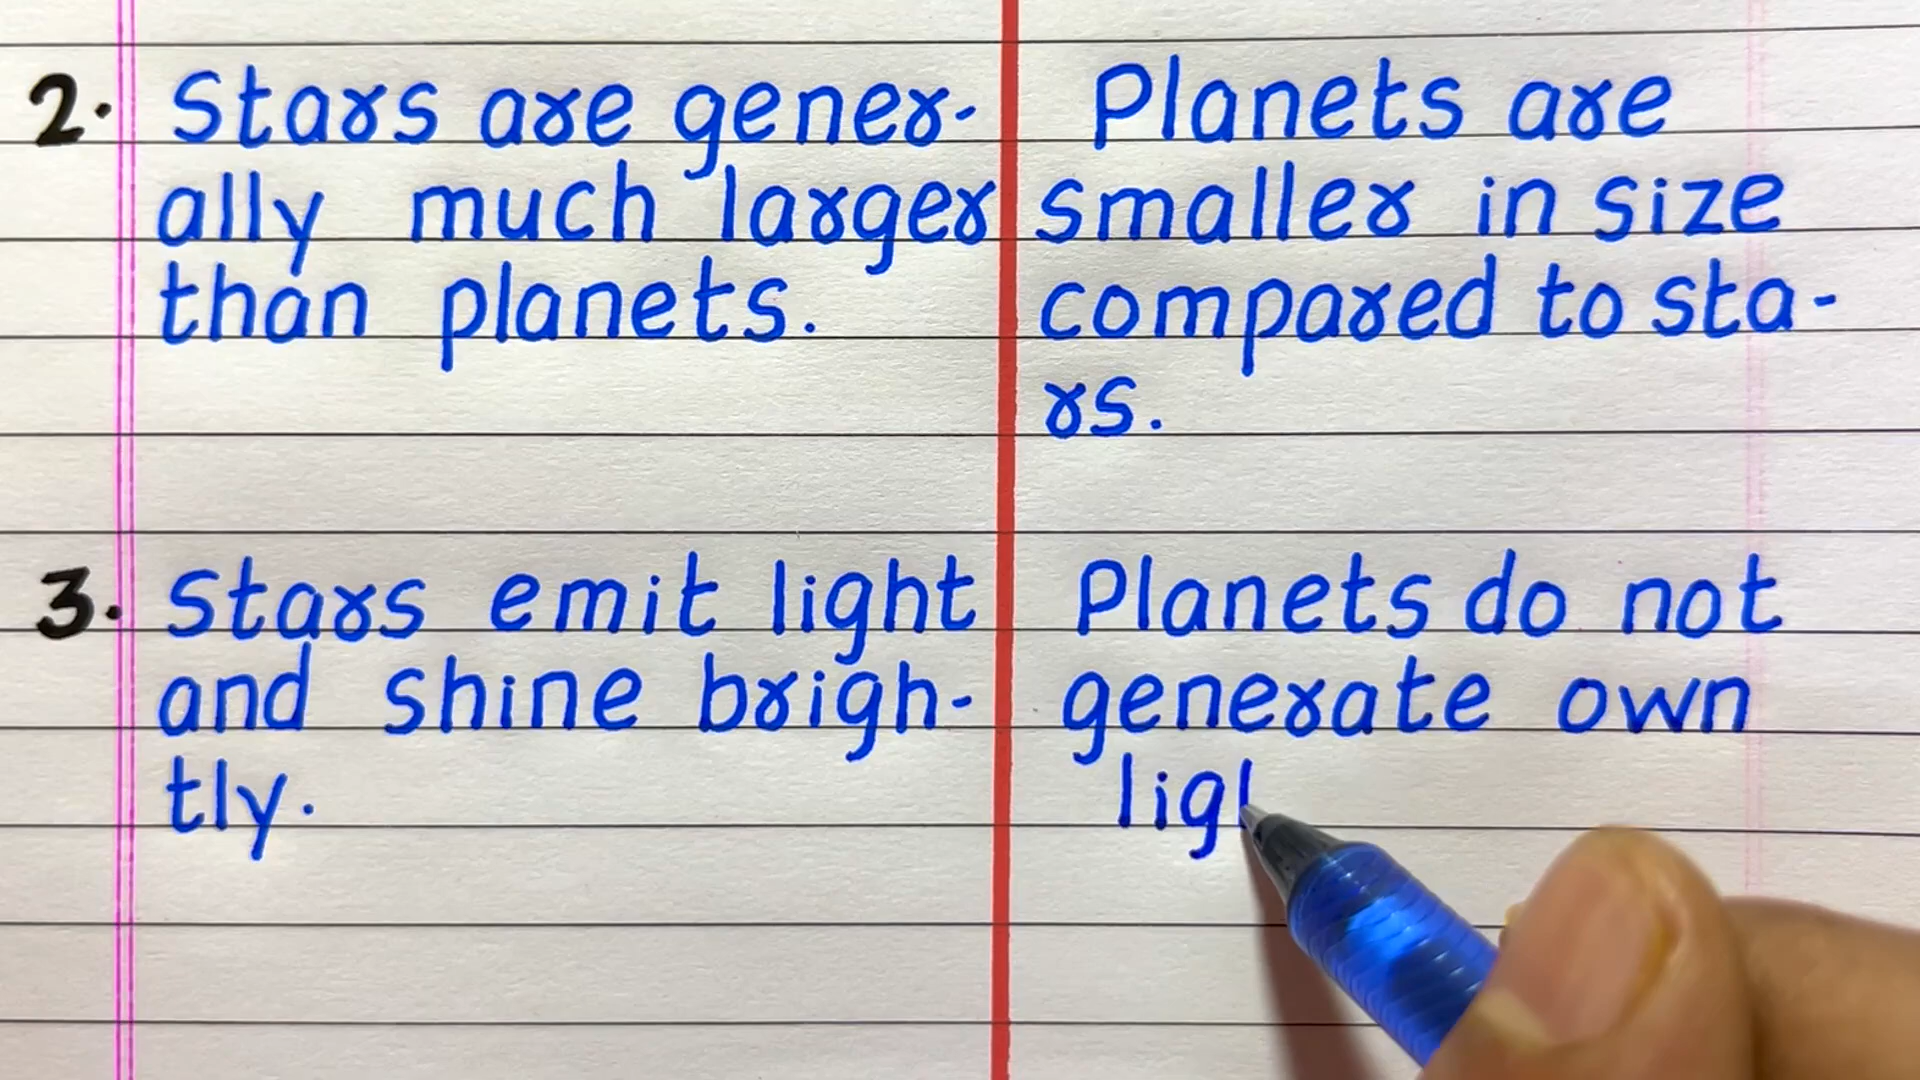 2. Stars are gener-
ally much larger
than planets.
Planets are
smaller in size
compared to sta-
rs.
3. Stars emit light
and shine brigh-
tly.
Planets do not
generate own
lig